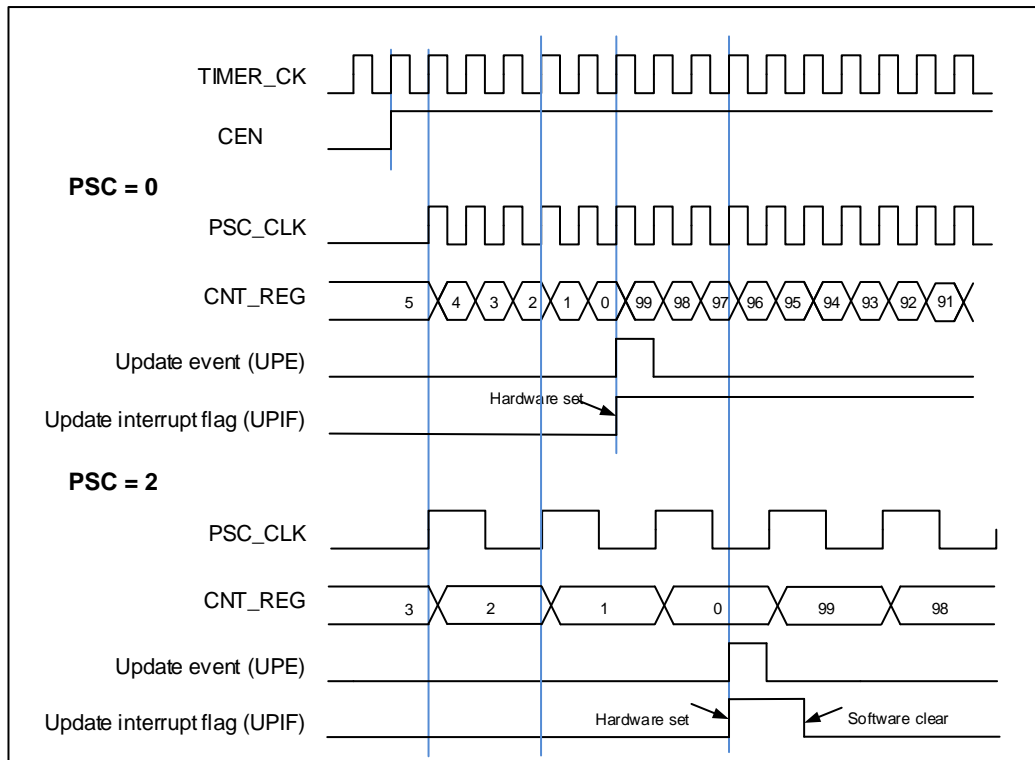 TIMER_CK
CEN
PSC = 0
PSC_CLK
CNT_REG 5 4 3 2 1 0 99 98 97 96 95 94 93 92 91
Update event (UPE)
Hardware set
Update interrupt flag (UPIF)
PSC = 2
PSC_CLK
CNT_REG 3 2 1 0 99 98
Update event (UPE)
Update interrupt flag (UPIF) Hardware set Software clear